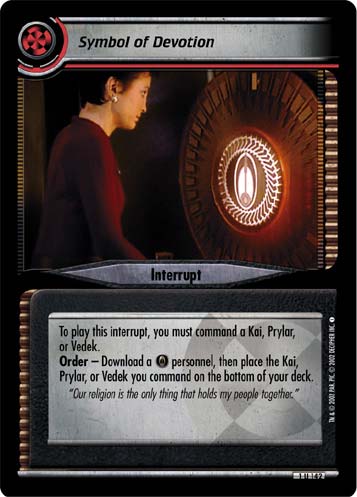 Symbol of Devotion
Interrupt
To play this interrupt, you must command a Kai, Prylar,
or Vedek.
Order – Download a personnel, then place the Kai,
Prylar, or Vedek you command on the bottom of your deck.
"Our religion is the only thing that holds my people together."
TM & © 2002 PAR. PIC. © 2002 DECIPHER INC.
1 U 142